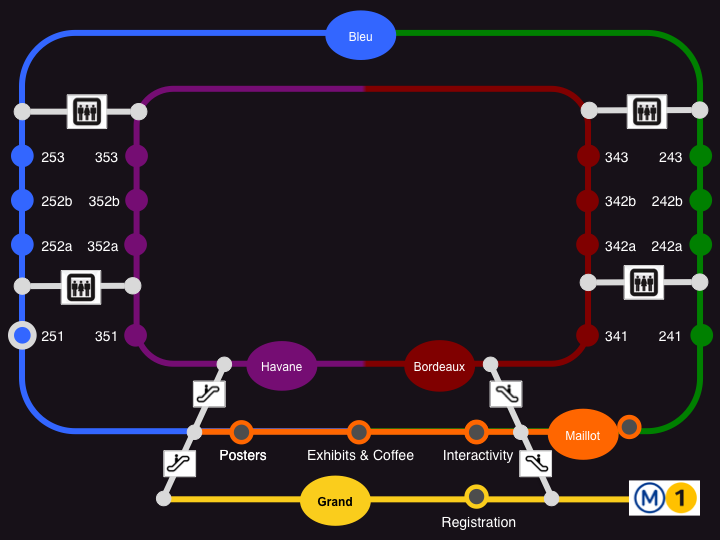 Bleu
253 353 343 243
252b 352b 342b 242b
252a 352a 342a 242a
251 351 341 241
Havane Bordeaux
Maillot
Posters Exhibits & Coffee Interactivity
Grand
M 1
Registration